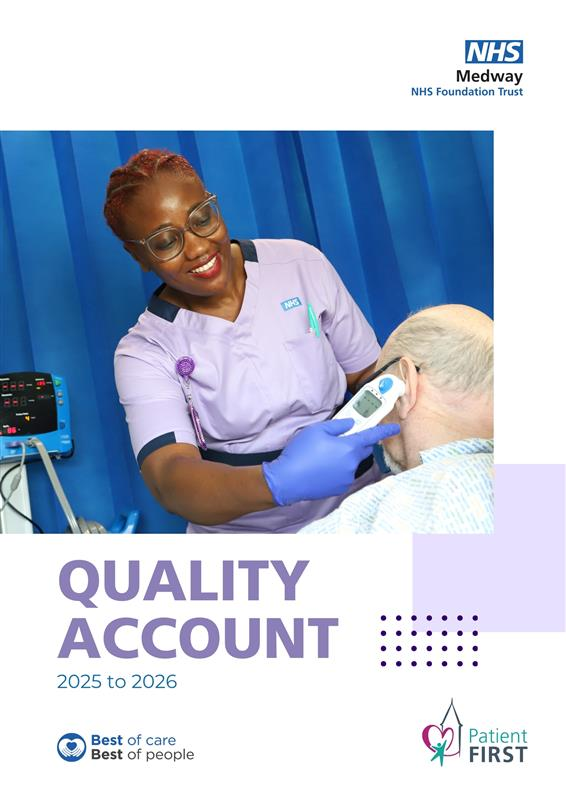 NHS
Medway
NHS Foundation Trust
NHS
QUALITY
ACCOUNT
2025 to 2026
Best of care
Best of people
Patient
FIRST